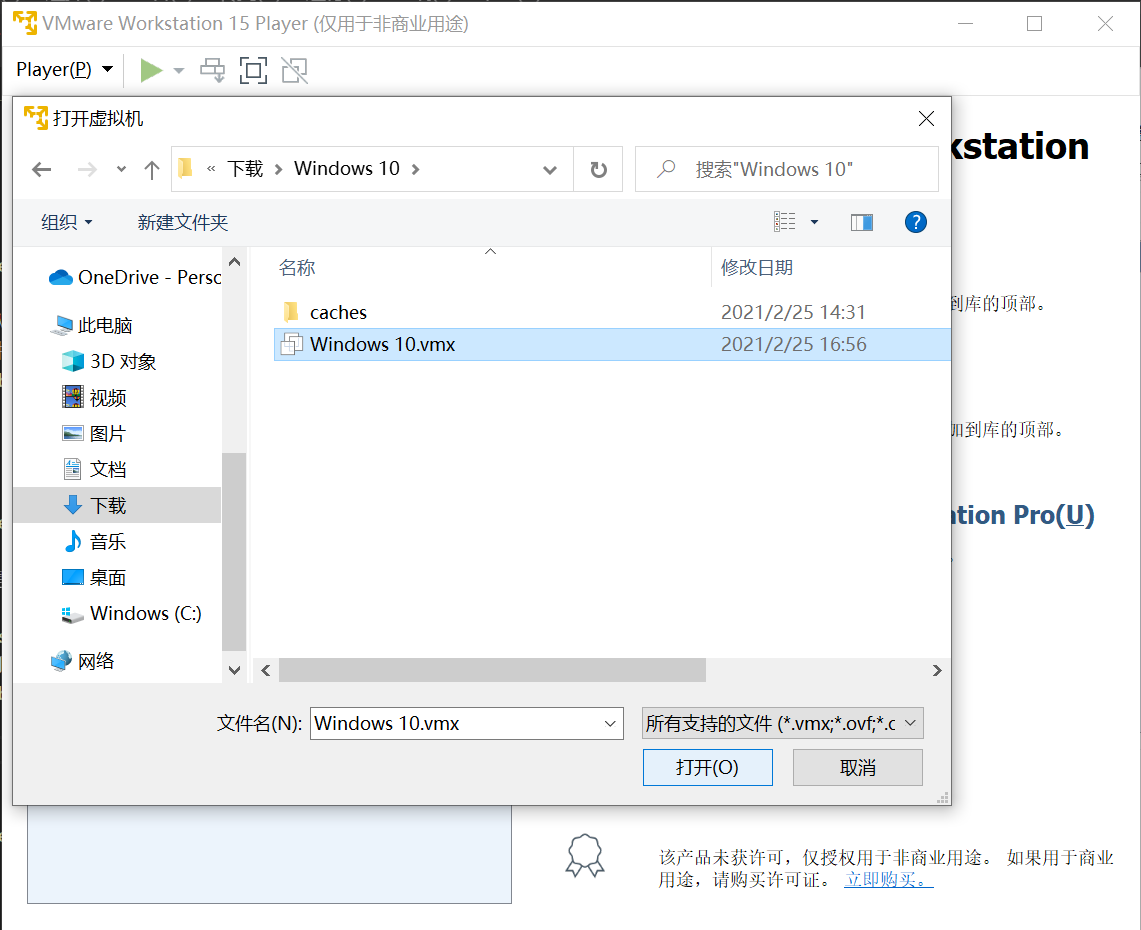 VMware Workstation 15 Player (仅用于非商业用途)
Player(P)
打开虚拟机
« 下载 Windows 10
搜索"Windows 10"
组织 新建文件夹
?
名称 修改日期
OneDrive - Perso
此电脑
3D 对象
视频
图片
文档
下载
音乐
桌面
Windows (C:)
网络
caches 2021/2/25 14:31
Windows 10.vmx 2021/2/25 16:56
文件名(N): Windows 10.vmx 所有支持的文件 (*.vmx;*.ovf;*.c
打开(O) 取消
kstation
到库的顶部。
加到库的顶部。
ation Pro(U)
该产品未获许可，仅授权用于非商业用途。 如果用于商业
用途，请购买许可证。 立即购买。